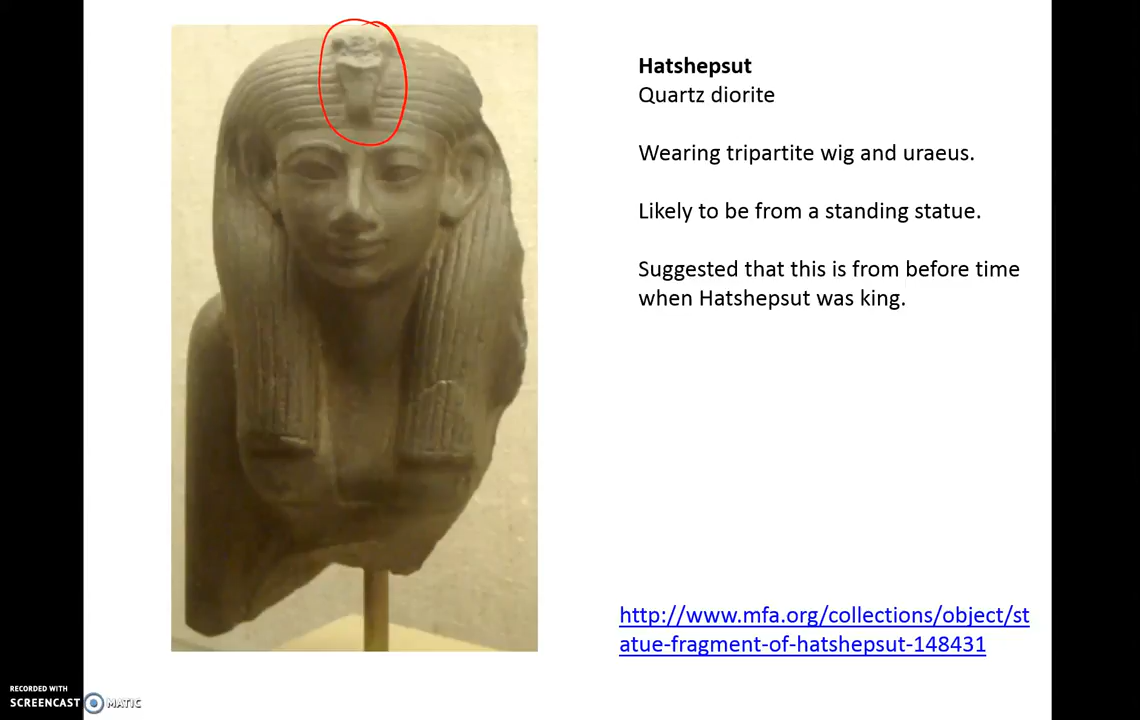 Hatshepsut
Quartz diorite
Wearing tripartite wig and uraeus.
Likely to be from a standing statue.
Suggested that this is from before time
when Hatshepsut was king.
http://www.mfa.org/collections/object/st
atue-fragment-of-hatshepsut-148431
RECORDED WITH
SCREENCAST MATIC